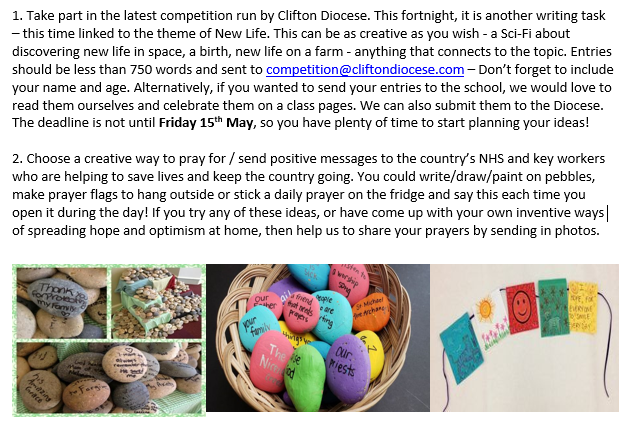 1. Take part in the latest competition run by Clifton Diocese. This fortnight, it is another writing task
– this time linked to the theme of New Life. This can be as creative as you wish - a Sci-Fi about
discovering new life in space, a birth, new life on a farm - anything that connects to the topic. Entries
should be less than 750 words and sent to competition@cliftondiocese.com – Don't forget to include
your name and age. Alternatively, if you wanted to send your entries to the school, we would love to
read them ourselves and celebrate them on a class pages. We can also submit them to the Diocese.
The deadline is not until Friday 15th May, so you have plenty of time to start planning your ideas!
2. Choose a creative way to pray for / send positive messages to the country's NHS and key workers
who are helping to save lives and keep the country going. You could write/draw/paint on pebbles,
make prayer flags to hang outside or stick a daily prayer on the fridge and say this each time you
open it during the day! If you try any of these ideas, or have come up with your own inventive ways
of spreading hope and optimism at home, then help us to share your prayers by sending in photos.
Thank
my family
worship
song
Our
a friend
that needs
prayers
people
St Michael
your
family
things
The
Our
Priests